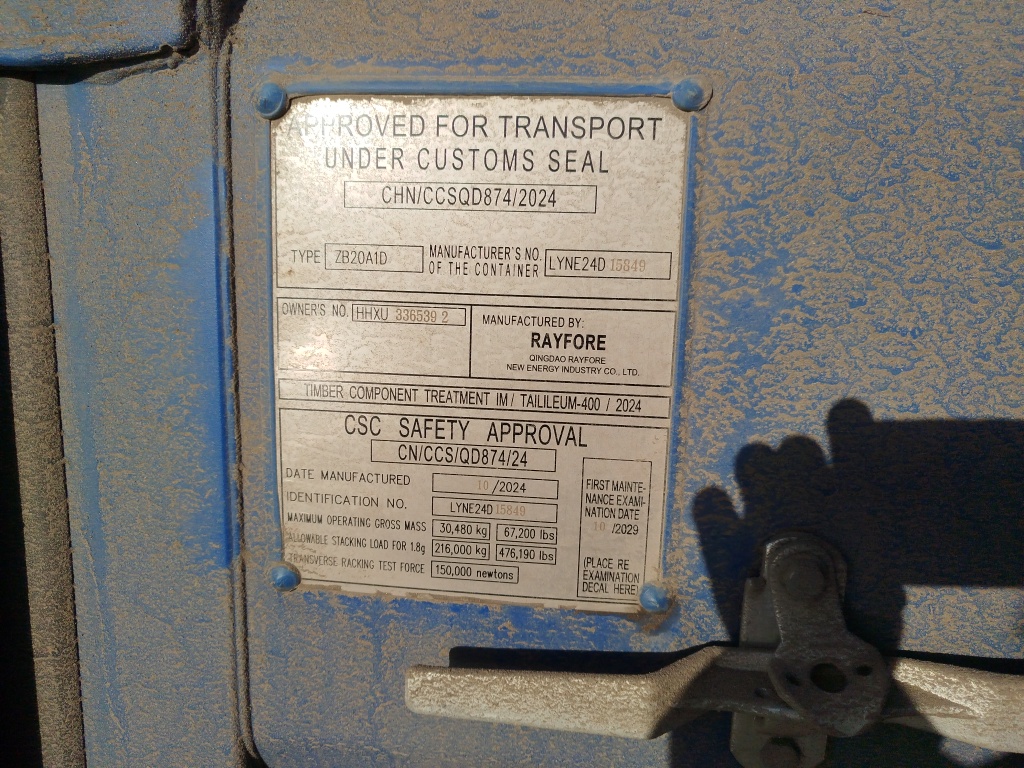 APPROVED FOR TRANSPORT
UNDER CUSTOMS SEAL
CHN/CCSQD874/2024
TYPE ZB20A1D MANUFACTURER'S NO. OF THE CONTAINER LYNE24D 15849
OWNER'S NO. HHXU 336539 2
MANUFACTURED BY:
RAYFORE
QINGDAO RAYFORE
NEW ENERGY INDUSTRY CO., LTD.
TIMBER COMPONENT TREATMENT IM / TAILILEUM-400 / 2024
CSC SAFETY APPROVAL
CN/CCS/QD874/24
DATE MANUFACTURED 10 /2024
IDENTIFICATION NO. LYNE24D 15849
MAXIMUM OPERATING GROSS MASS 30,480 kg 67,200 lbs
ALLOWABLE STACKING LOAD FOR 1.8g 216,000 kg 476,190 lbs
TRANSVERSE RACKING TEST FORCE 150,000 newtons
FIRST MAINTE-
NANCE EXAMI-
NATION DATE
10 /2029
(PLACE RE
EXAMINATION
DECAL HERE)